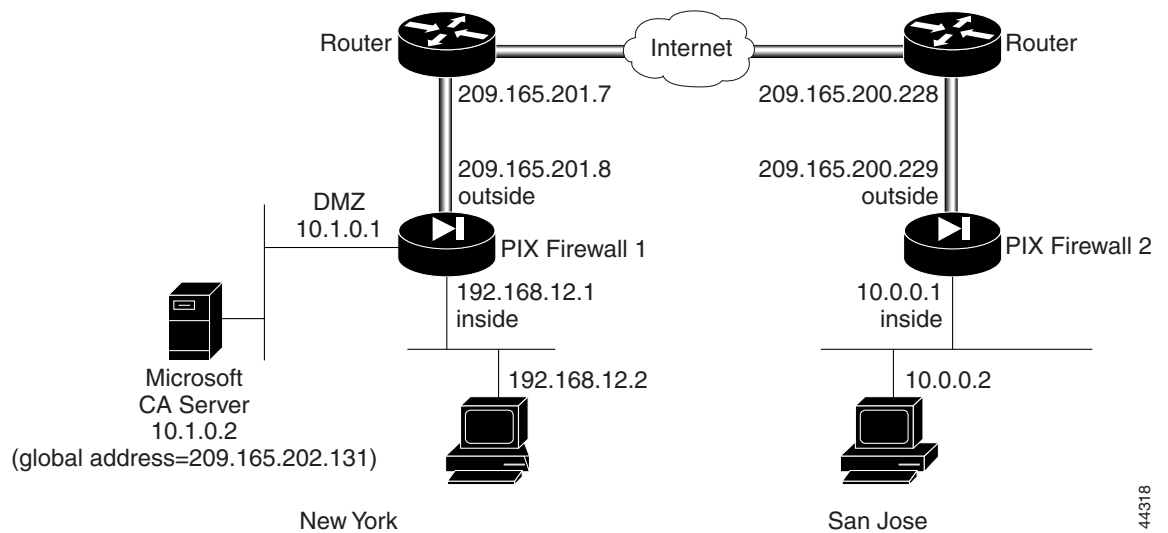 Router
Internet
Router
209.165.201.7
209.165.200.228
209.165.201.8
outside
209.165.200.229
outside
DMZ
10.1.0.1
PIX Firewall 1
PIX Firewall 2
192.168.12.1
inside
10.0.0.1
inside
192.168.12.2
10.0.0.2
Microsoft
CA Server
10.1.0.2
(global address=209.165.202.131)
New York
San Jose
44318